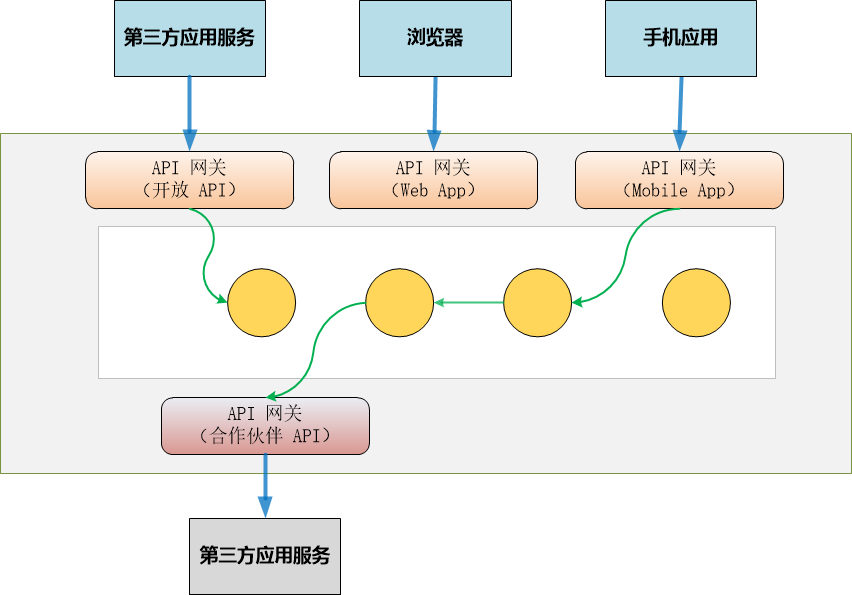 第三方应用服务
浏览器
手机应用
API 网关
（开放 API）
API 网关
（Web App）
API 网关
（Mobile App）
API 网关
（合作伙伴 API）
第三方应用服务